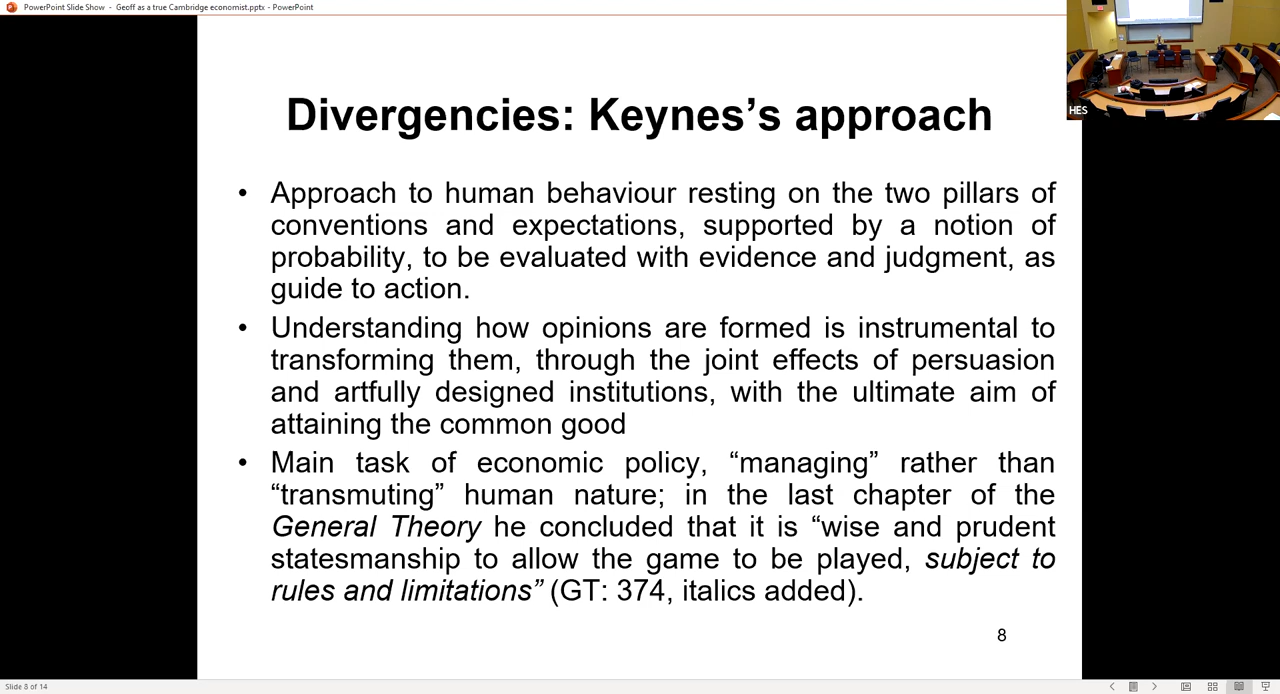 PowerPoint Slide Show - Geoff as a true Cambridge economist.pptx - PowerPoint
HES
Divergencies: Keynes’s approach
• Approach to human behaviour resting on the two pillars of
conventions and expectations, supported by a notion of
probability, to be evaluated with evidence and judgment, as
guide to action.
• Understanding how opinions are formed is instrumental to
transforming them, through the joint effects of persuasion
and artfully designed institutions, with the ultimate aim of
attaining the common good
• Main task of economic policy, “managing” rather than
“transmuting” human nature; in the last chapter of the
General Theory he concluded that it is “wise and prudent
statesmanship to allow the game to be played, subject to
rules and limitations” (GT: 374, italics added).
8
Slide 8 of 14